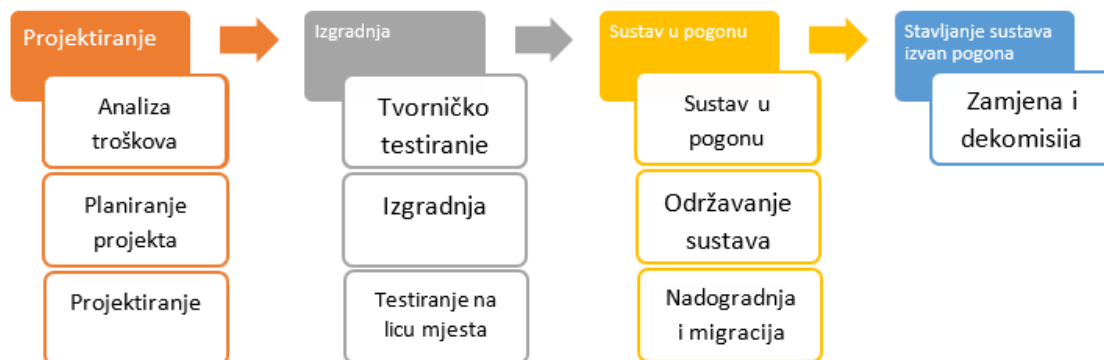 Projektiranje
Analiza
troškova
Planiranje
projekta
Projektiranje
Izgradnja
Tvorničko
testiranje
Izgradnja
Testiranje na
licu mjesta
Sustav u pogonu
Sustav u
pogonu
Održavanje
sustava
Nadogradnja
i migracija
Stavljanje sustava
izvan pogona
Zamjena i
dekomisija